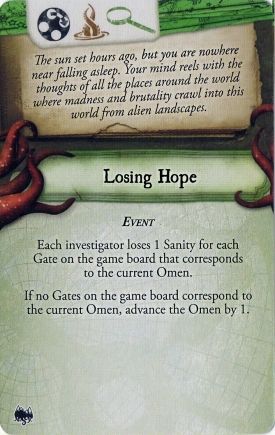 The sun set hours ago, but you are nowhere
near falling asleep. Your mind reels with the
thoughts of all the places around the world
where madness and brutality crawl into this
world from alien landscapes.
Losing Hope
EVENT
Each investigator loses 1 Sanity for each
Gate on the game board that corresponds
to the current Omen.
If no Gates on the game board correspond to
the current Omen, advance the Omen by 1.